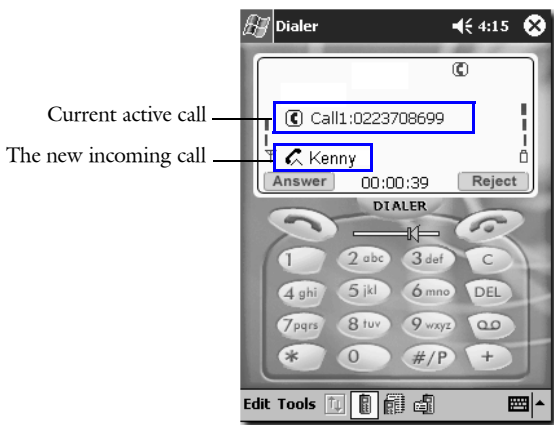 Dialer 4:15
Current active call
Call1:0223708699
The new incoming call
Kenny
Answer 00:00:39 Reject
DIALER
1 2 abc 3 def C
4 ghi 5 jkl 6 mno DEL
7 pqrs 8 tuv 9 wxyz
* 0 #/P +
Edit Tools